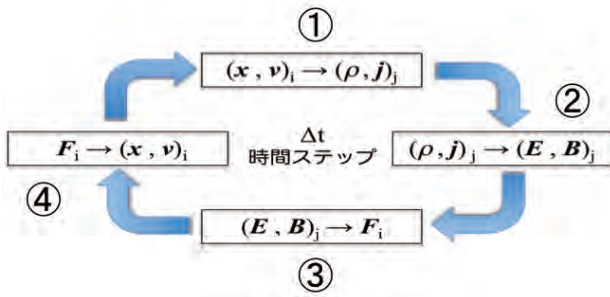 ①
(x , v)i → (ρ, j)j
②
(ρ, j) j → (E , B)j
Δt
時間ステップ
Fi → (x , v)i
④
(E , B)j → Fi
③